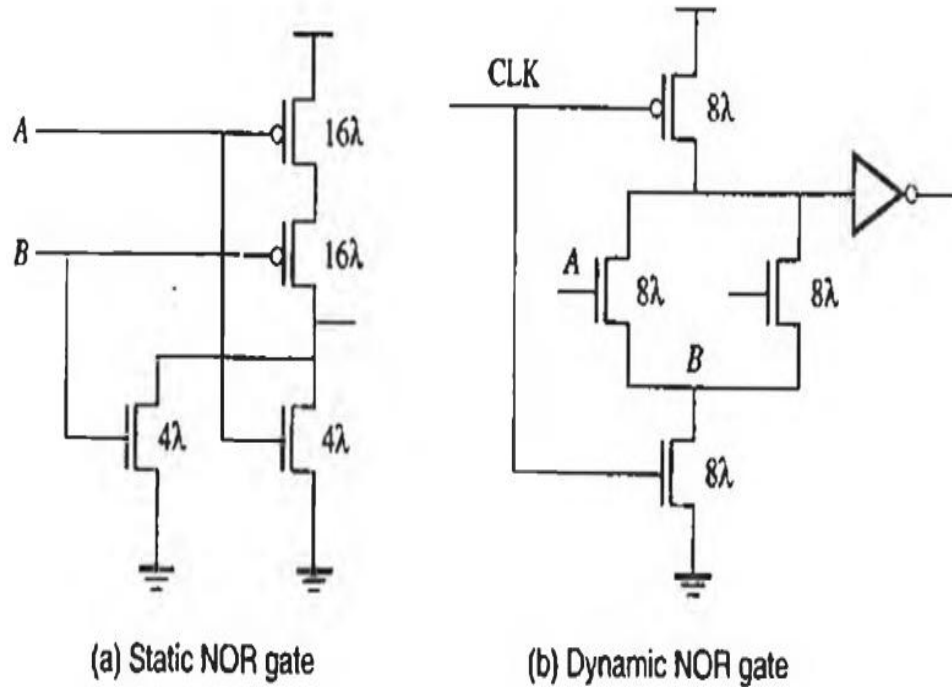 A
16λ
B
16λ
4λ
4λ
(a) Static NOR gate
CLK
8λ
A
8λ
8λ
B
8λ
(b) Dynamic NOR gate